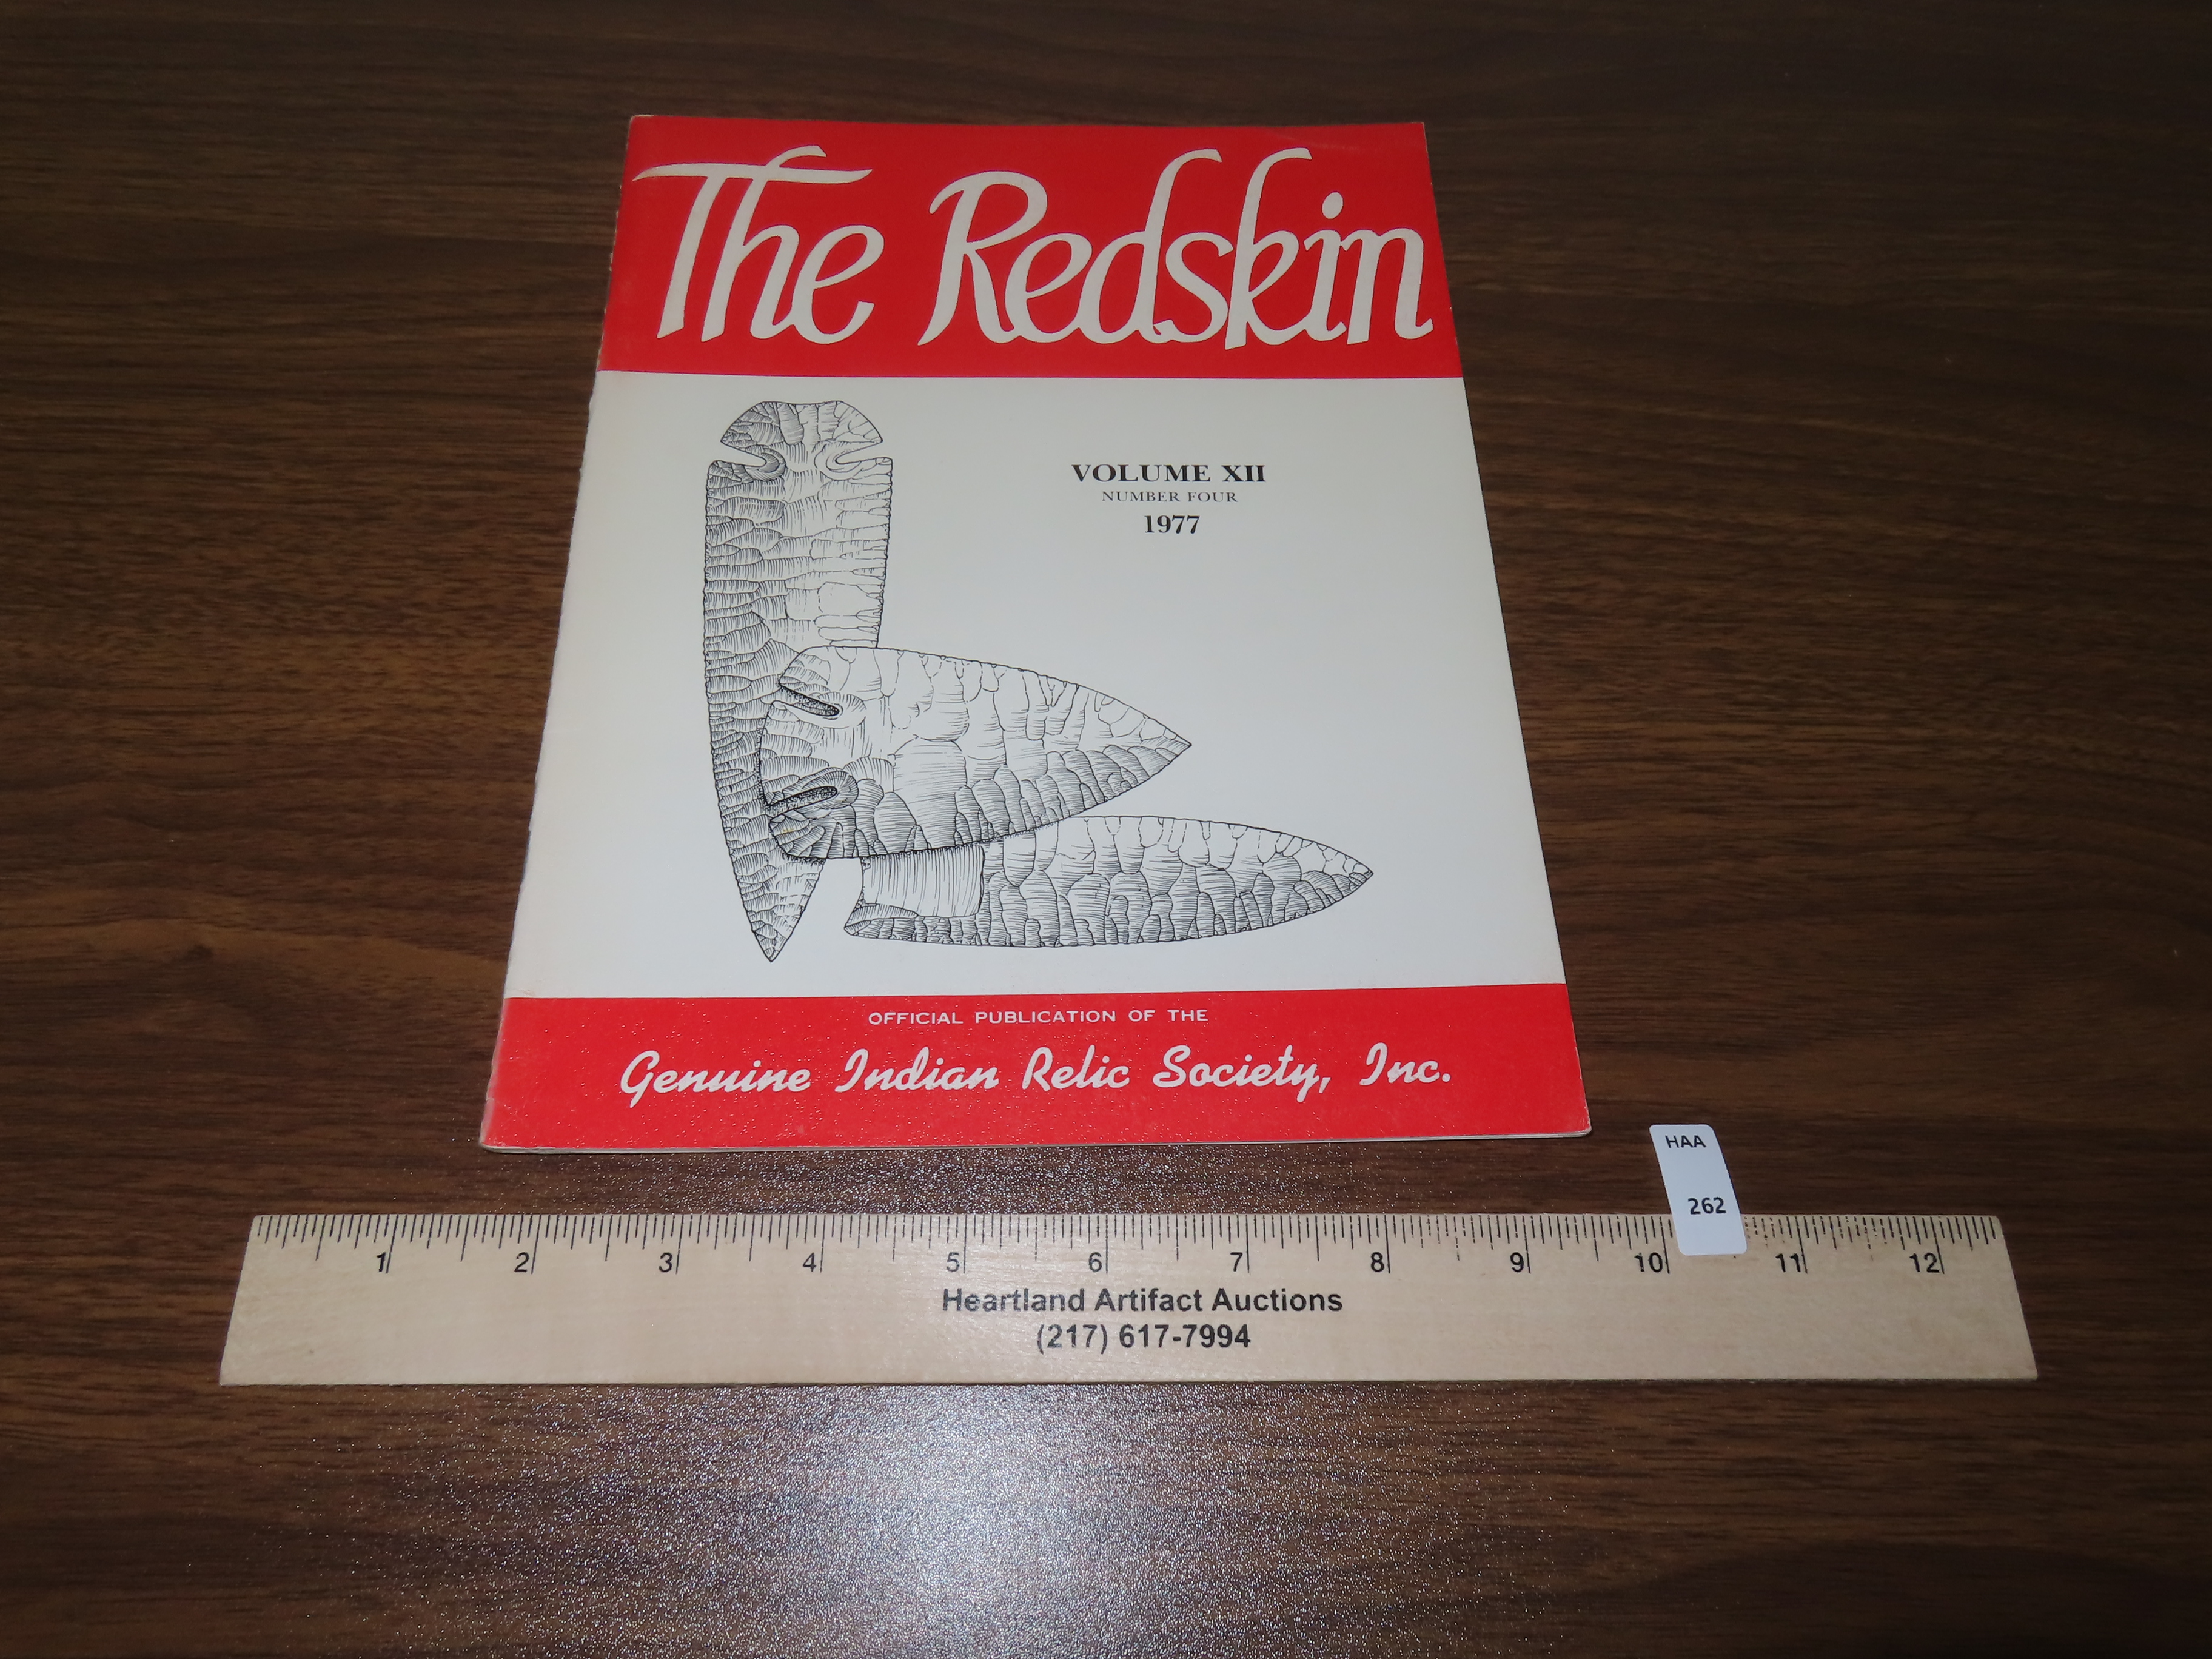 The Redskin
VOLUME XII
NUMBER FOUR
1977
OFFICIAL PUBLICATION OF THE
Genuine Indian Relic Society, Inc.
HAA
262
1 2 3 4 5 6 7 8 9 10 11 12
Heartland Artifact Auctions
(217) 617-7994